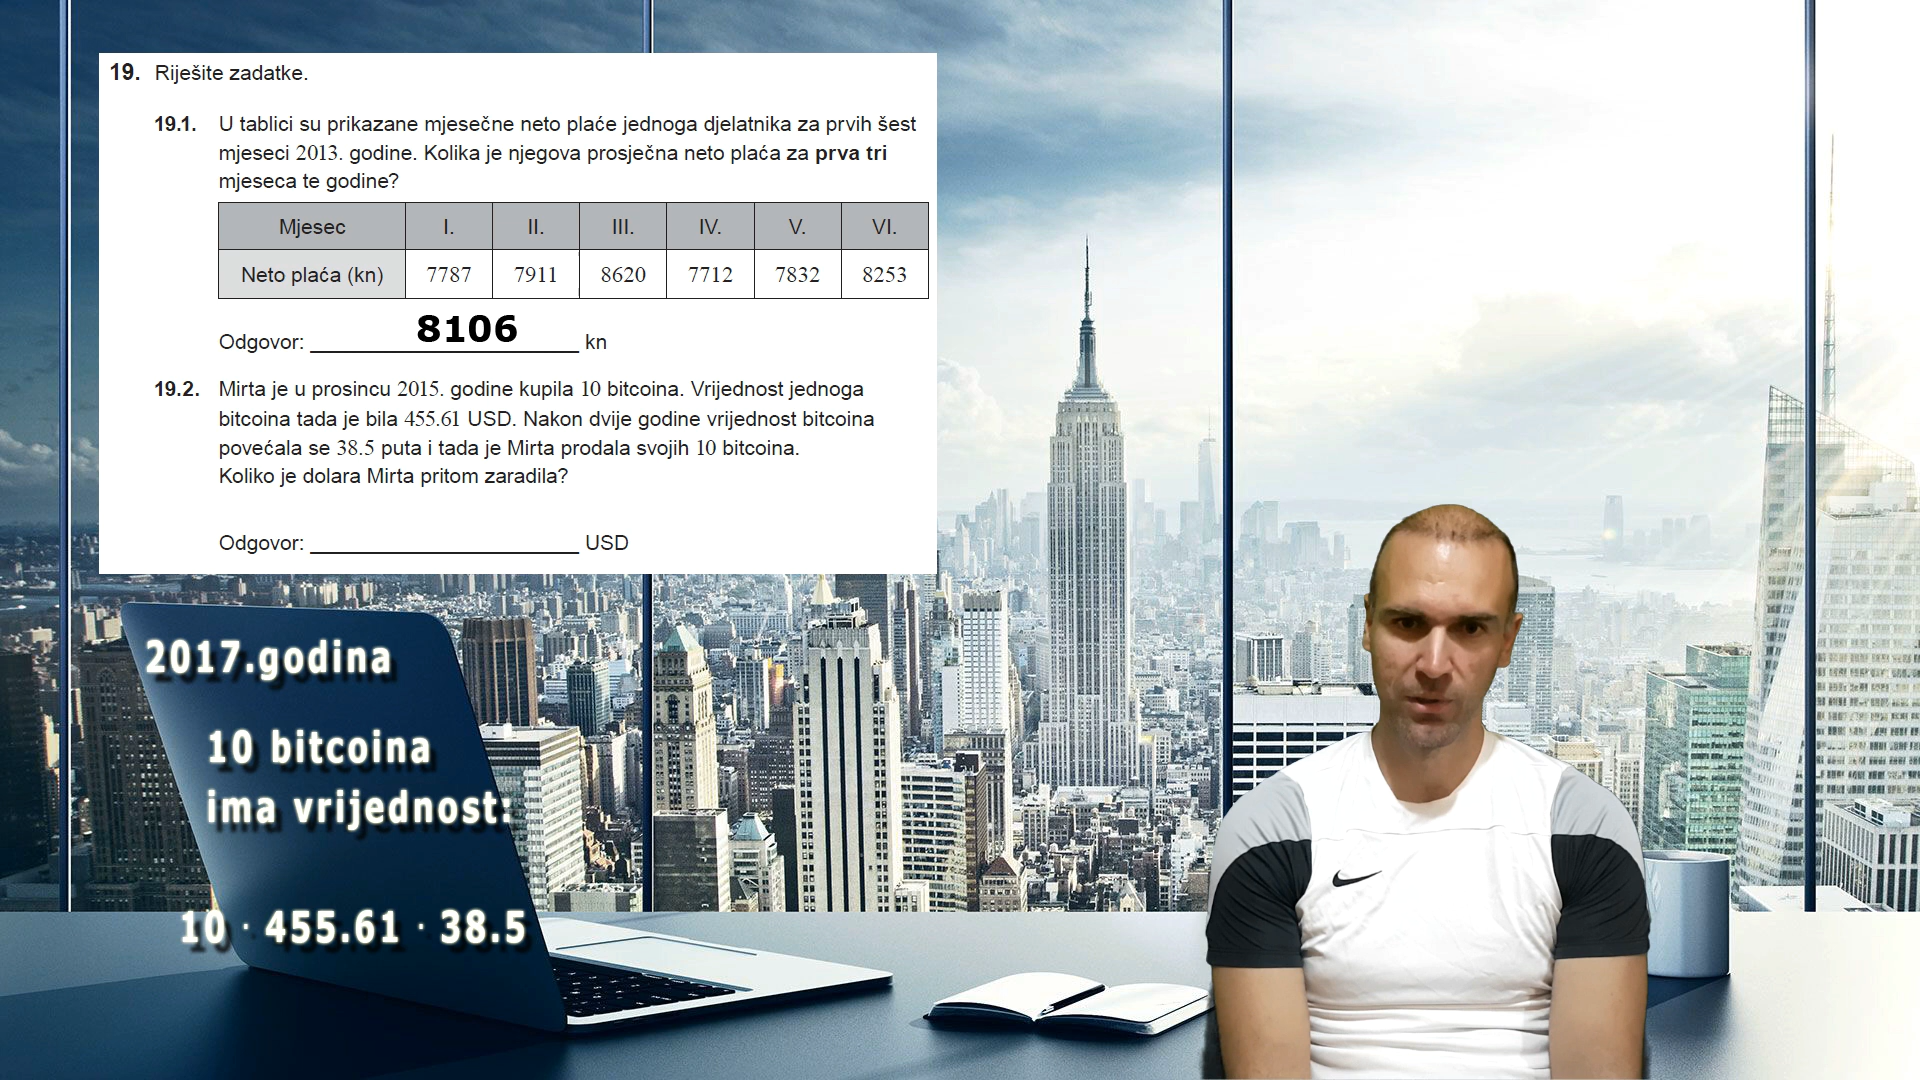 19. Riješite zadatke.
19.1. U tablici su prikazane mjesečne neto plaće jednoga djelatnika za prvih šest
mjeseci 2013. godine. Kolika je njegova prosječna neto plaća za prva tri
mjeseca te godine?
Mjesec I. II. III. IV. V. VI.
Neto plaća (kn) 7787 7911 8620 7712 7832 8253
Odgovor: 8106 kn
19.2. Mirta je u prosincu 2015. godine kupila 10 bitcoina. Vrijednost jednoga
bitcoina tada je bila 455.61 USD. Nakon dvije godine vrijednost bitcoina
povećala se 38.5 puta i tada je Mirta prodala svojih 10 bitcoina.
Koliko je dolara Mirta pritom zaradila?
Odgovor: ________________ USD
2017.godina
10 bitcoina
ima vrijednost:
10 · 455.61 · 38.5